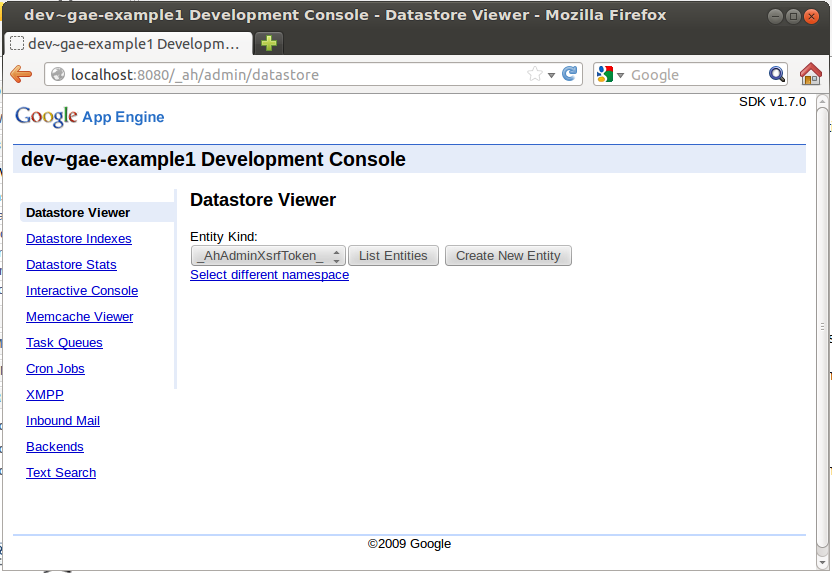 dev~gae-example1 Development Console - Datastore Viewer - Mozilla Firefox
dev~gae-example1 Developm...
localhost:8080/_ah/admin/datastore
Google
SDK v1.7.0
Google App Engine
dev~gae-example1 Development Console
Datastore Viewer
Datastore Indexes
Datastore Stats
Interactive Console
Memcache Viewer
Task Queues
Cron Jobs
XMPP
Inbound Mail
Backends
Text Search
Datastore Viewer
Entity Kind:
_AhAdminXsrfToken_ List Entities Create New Entity
Select different namespace
©2009 Google